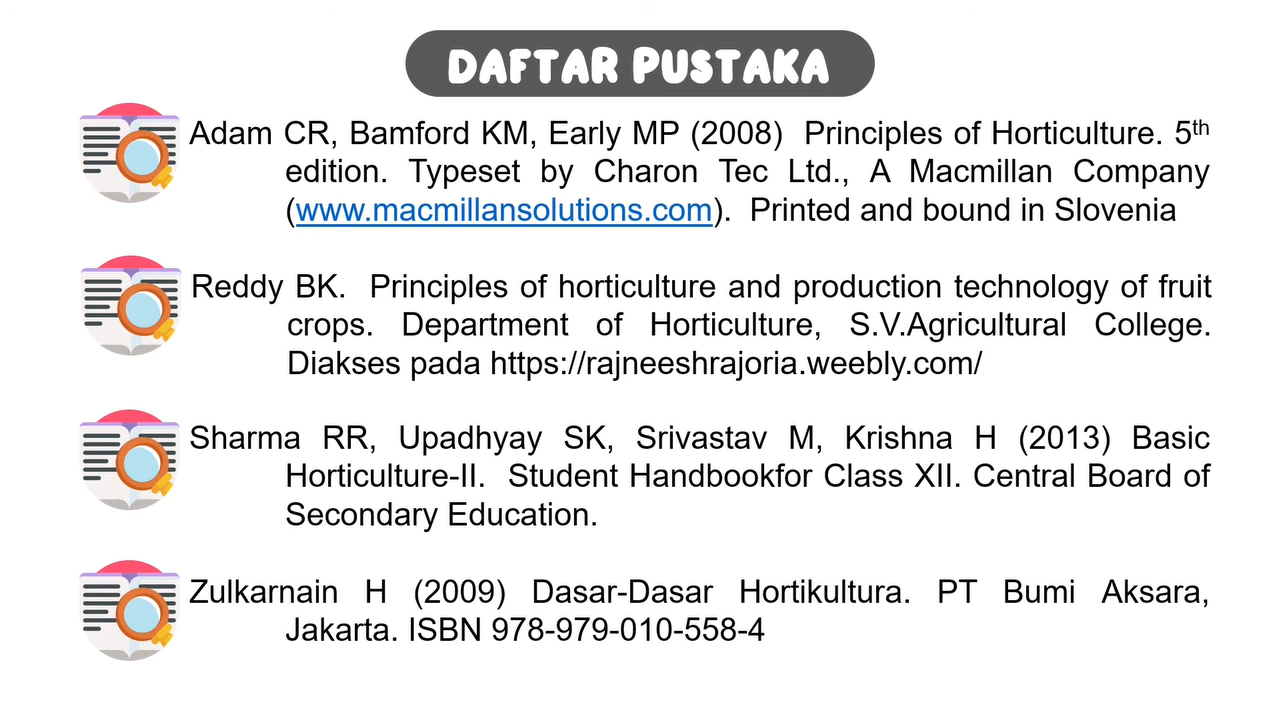 DAFTAR PUSTAKA
Adam CR, Bamford KM, Early MP (2008) Principles of Horticulture. 5th
edition. Typeset by Charon Tec Ltd., A Macmillan Company
(www.macmillansolutions.com). Printed and bound in Slovenia
Reddy BK. Principles of horticulture and production technology of fruit
crops. Department of Horticulture, S.V.Agricultural College.
Diakses pada https://rajneeshrajoria.weebly.com/
Sharma RR, Upadhyay SK, Srivastav M, Krishna H (2013) Basic
Horticulture-II. Student Handbookfor Class XII. Central Board of
Secondary Education.
Zulkarnain H (2009) Dasar-Dasar Hortikultura. PT Bumi Aksara,
Jakarta. ISBN 978-979-010-558-4